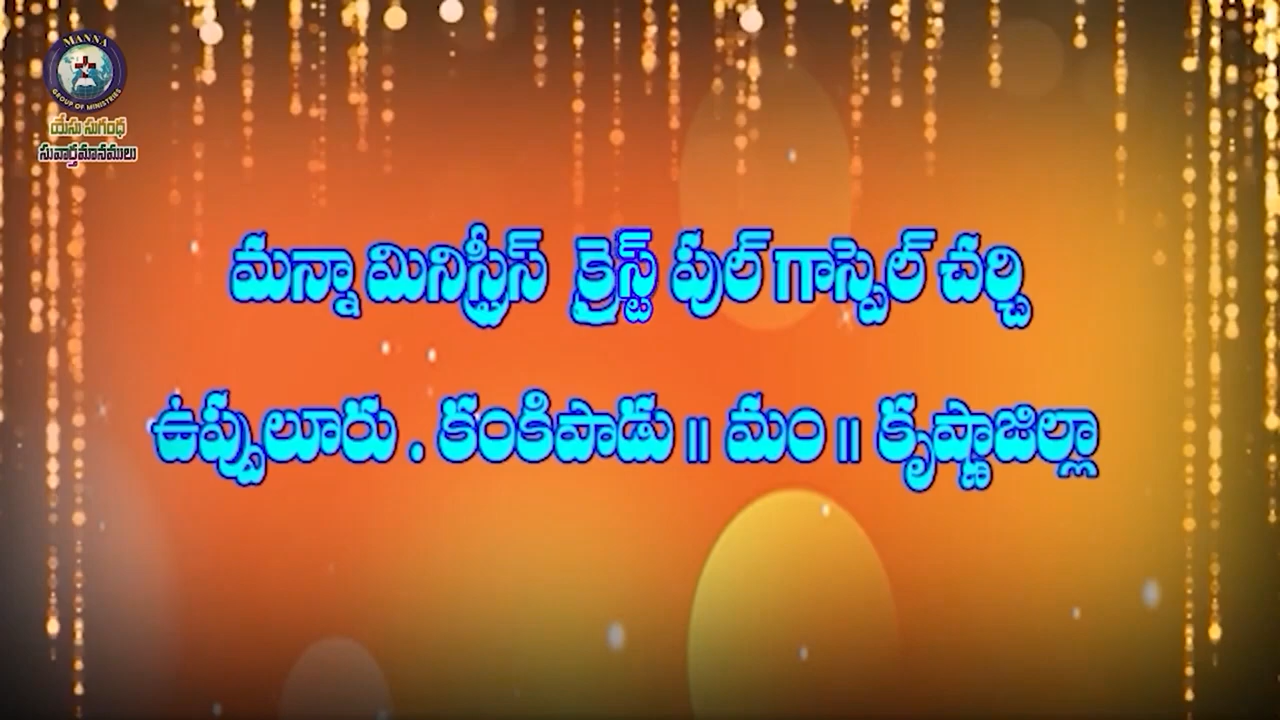 MANNA
GROUP OF MINISTRIES
యేసు సుగంధ
సువార్తమానములు
మన్నా మినిస్ట్రీస్ క్రైస్ట్ ఫుల్ గాస్పెల్ చర్చి
ఉప్పులూరు . కంకిపాడు || మం || కృష్ణాజిల్లా